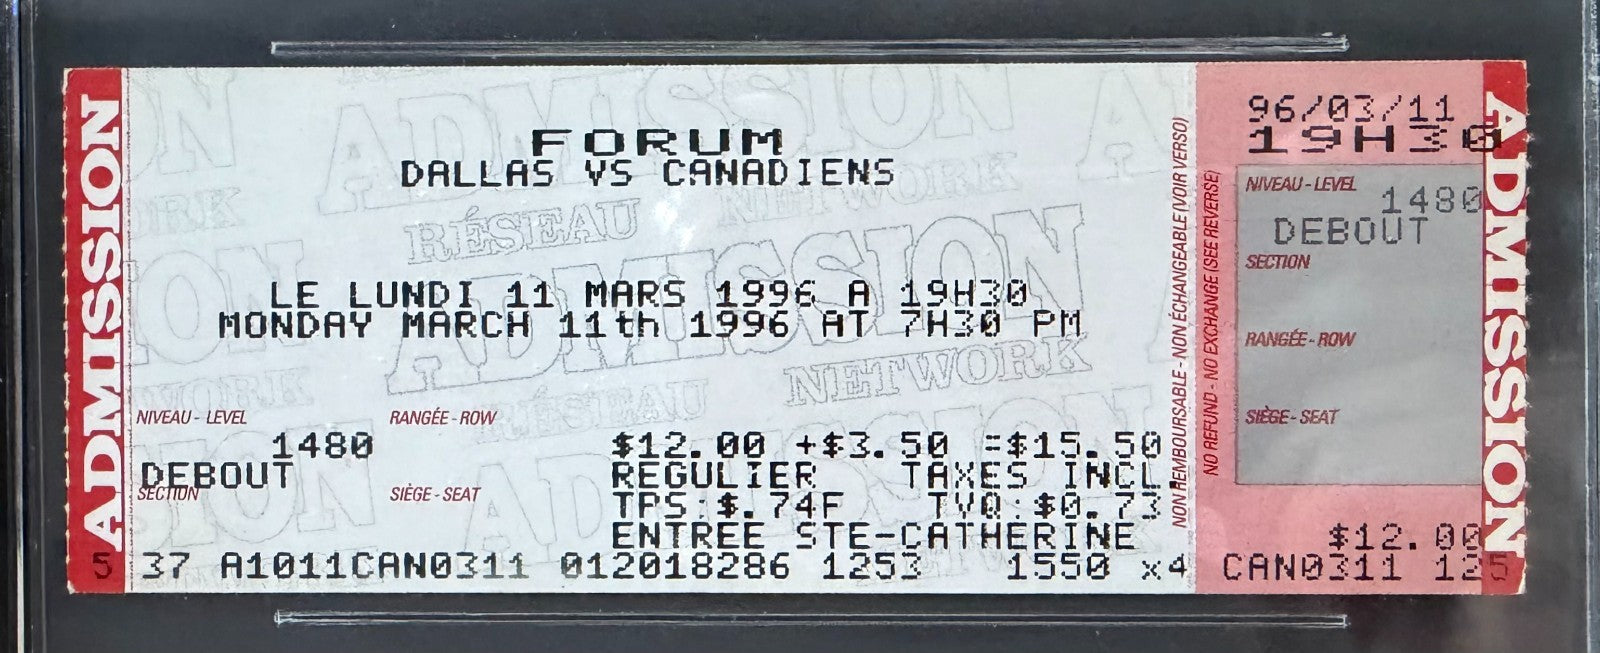 ADMISSION
FORUM
DALLAS VS CANADIENS
RÉSEAU
ADMISSION
NETWORK
LE LUNDI 11 MARS 1996 A 19H30
MONDAY MARCH 11th 1996 AT 7H30 PM
NIVEAU - LEVEL
1480
DEBOUT
RANGÉE - ROW
SECTION
SIÈGE - SEAT
$12.00 +$3.50 =$15.50
REGULIER TAXES INCL.
TPS:$.74F TVQ:$0.73
ENTREE STE-CATHERINE
5 37 A1011CAN0311 012018286 1253 1550 x4
NON REMBOURSABLE - NON ÉCHANGEABLE (VOIR VERSO)
NO REFUND - NO EXCHANGE (SEE REVERSE)
96/03/11
19H30
NIVEAU - LEVEL
1480
DEBOUT
SECTION
RANGÉE - ROW
SIÈGE - SEAT
$12.00
CAN0311 125
ADMISSION